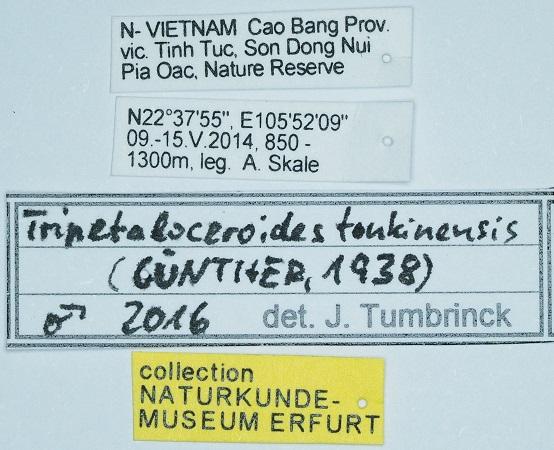 N- VIETNAM Cao Bang Prov.
vic. Tinh Tuc, Son Dong Nui
Pia Oac, Nature Reserve
N22°37'55", E105'52'09"
09.-15.V.2014, 850 -
1300m, leg. A. Skale
Tripetaloceroides tonkinensis
(GÜNTHER, 1938)
♂ 2016 det. J. Tumbrinck
collection
NATURKUNDE-
MUSEUM ERFURT